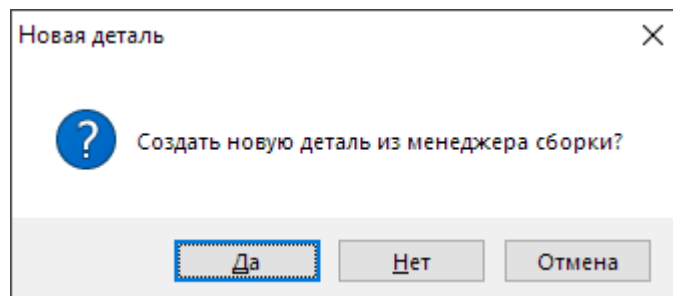 Новая деталь
Создать новую деталь из менеджера сборки?
Да
Нет
Отмена